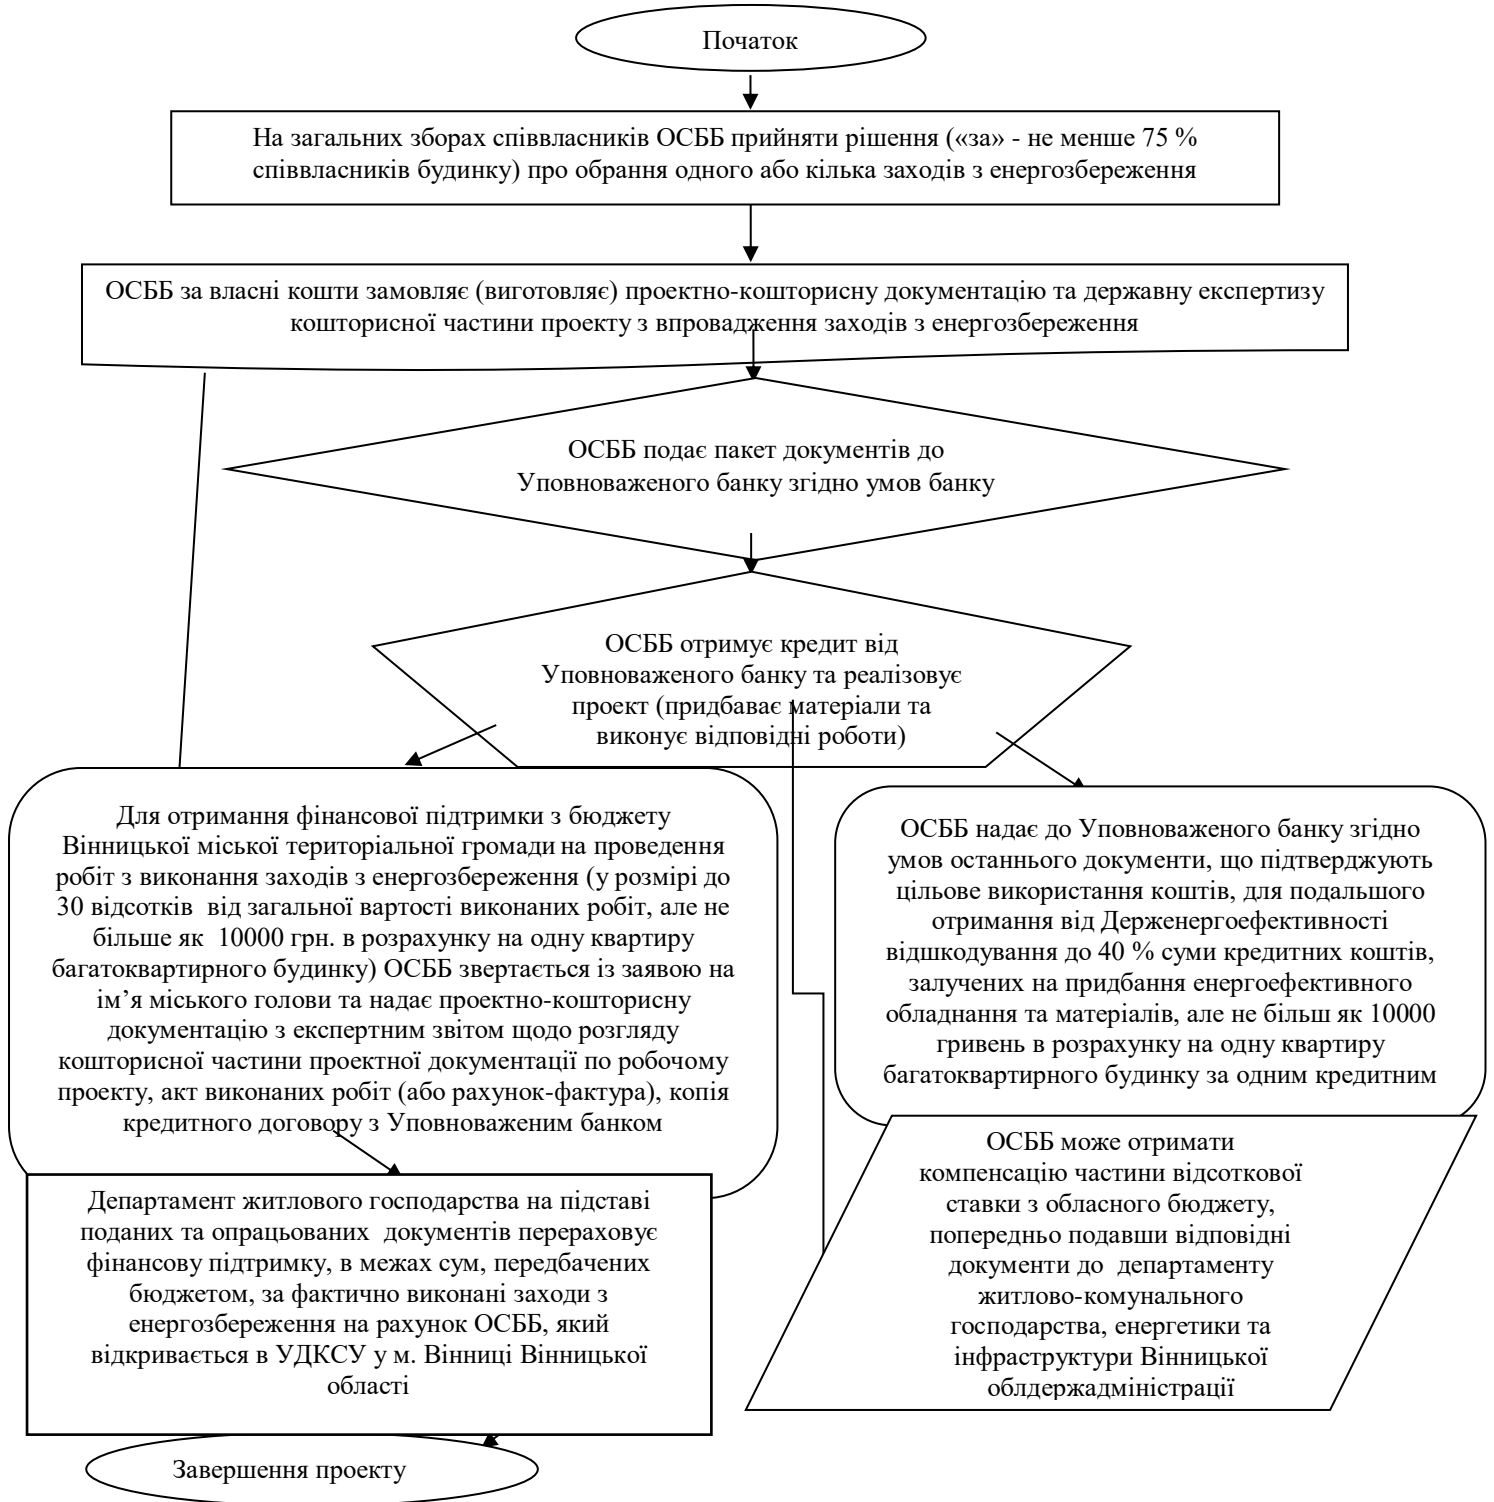 Початок
На загальних зборах співвласників ОСББ прийняти рішення («за» - не менше 75 %
співвласників будинку) про обрання одного або кілька заходів з енергозбереження
ОСББ за власні кошти замовляє (виготовляє) проектно-кошторисну документацію та державну експертизу
кошторисної частини проекту з впровадження заходів з енергозбереження
ОСББ подає пакет документів до
Уповноваженого банку згідно умов банку
ОСББ отримує кредит від
Уповноваженого банку та реалізовує
проект (придбаває матеріали та
виконує відповідні роботи)
Для отримання фінансової підтримки з бюджету
Вінницької міської територіальної громади на проведення
робіт з виконання заходів з енергозбереження (у розмірі до
30 відсотків від загальної вартості виконаних робіт, але не
більше як 10000 грн. в розрахунку на одну квартиру
багатоквартирного будинку) ОСББ звертається із заявою на
ім’я міського голови та надає проектно-кошторисну
документацію з експертним звітом щодо розгляду
кошторисної частини проектної документації по робочому
проекту, акт виконаних робіт (або рахунок-фактура), копія
кредитного договору з Уповноваженим банком
ОСББ надає до Уповноваженого банку згідно
умов останнього документи, що підтверджують
цільове використання коштів, для подальшого
отримання від Держенергоефективності
відшкодування до 40 % суми кредитних коштів,
залучених на придбання енергоефективного
обладнання та матеріалів, але не більш як 10000
гривень в розрахунку на одну квартиру
багатоквартирного будинку за одним кредитним
Департамент житлового господарства на підставі
поданих та опрацьованих документів перераховує
фінансову підтримку, в межах сум, передбачених
бюджетом, за фактично виконані заходи з
енергозбереження на рахунок ОСББ, який
відкривається в УДКСУ у м. Вінниці Вінницької
області
ОСББ може отримати
компенсацію частини відсоткової
ставки з обласного бюджету,
попередньо подавши відповідні
документи до департаменту
житлово-комунального
господарства, енергетики та
інфраструктури Вінницької
облдержадміністрації
Завершення проекту